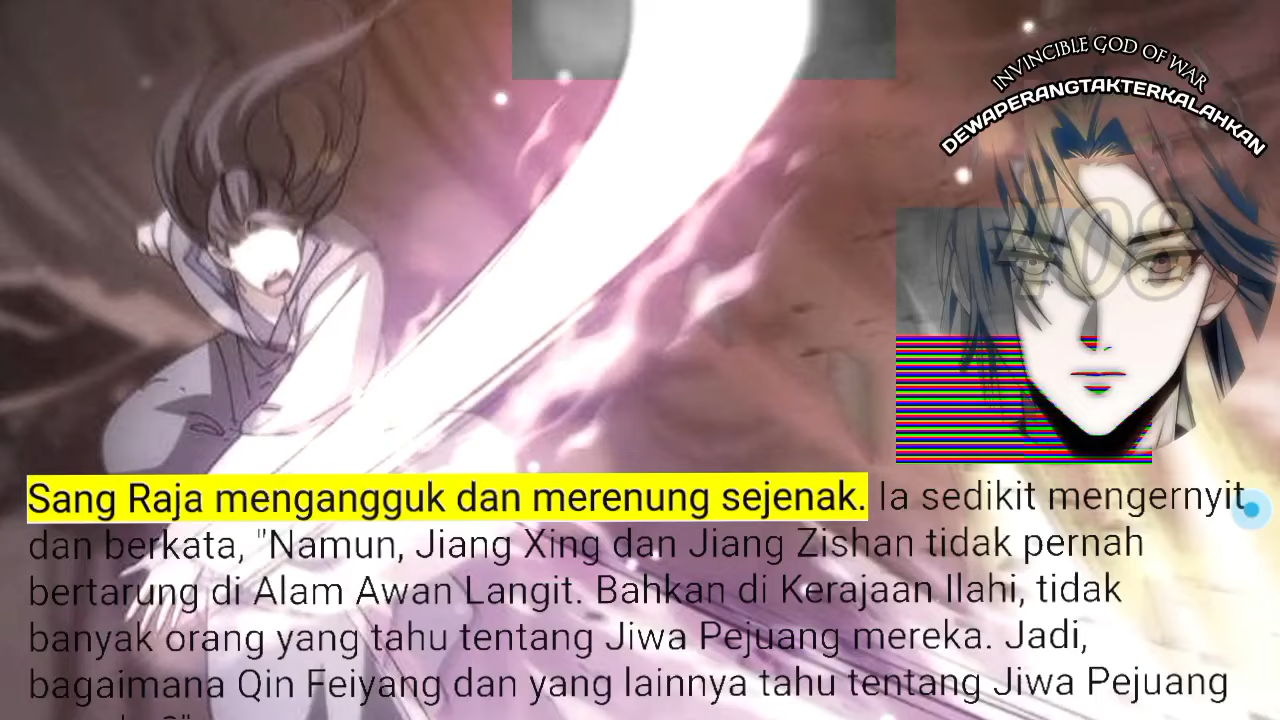 INVINCIBLE GOD OF WAR
DEWAPERANGTAKTERKALAHKAN
Sang Raja mengangguk dan merenung sejenak. Ia sedikit mengernyit
dan berkata, "Namun, Jiang Xing dan Jiang Zishan tidak pernah
bertarung di Alam Awan Langit. Bahkan di Kerajaan Ilahi, tidak
banyak orang yang tahu tentang Jiwa Pejuang mereka. Jadi,
bagaimana Qin Feiyang dan yang lainnya tahu tentang Jiwa Pejuang